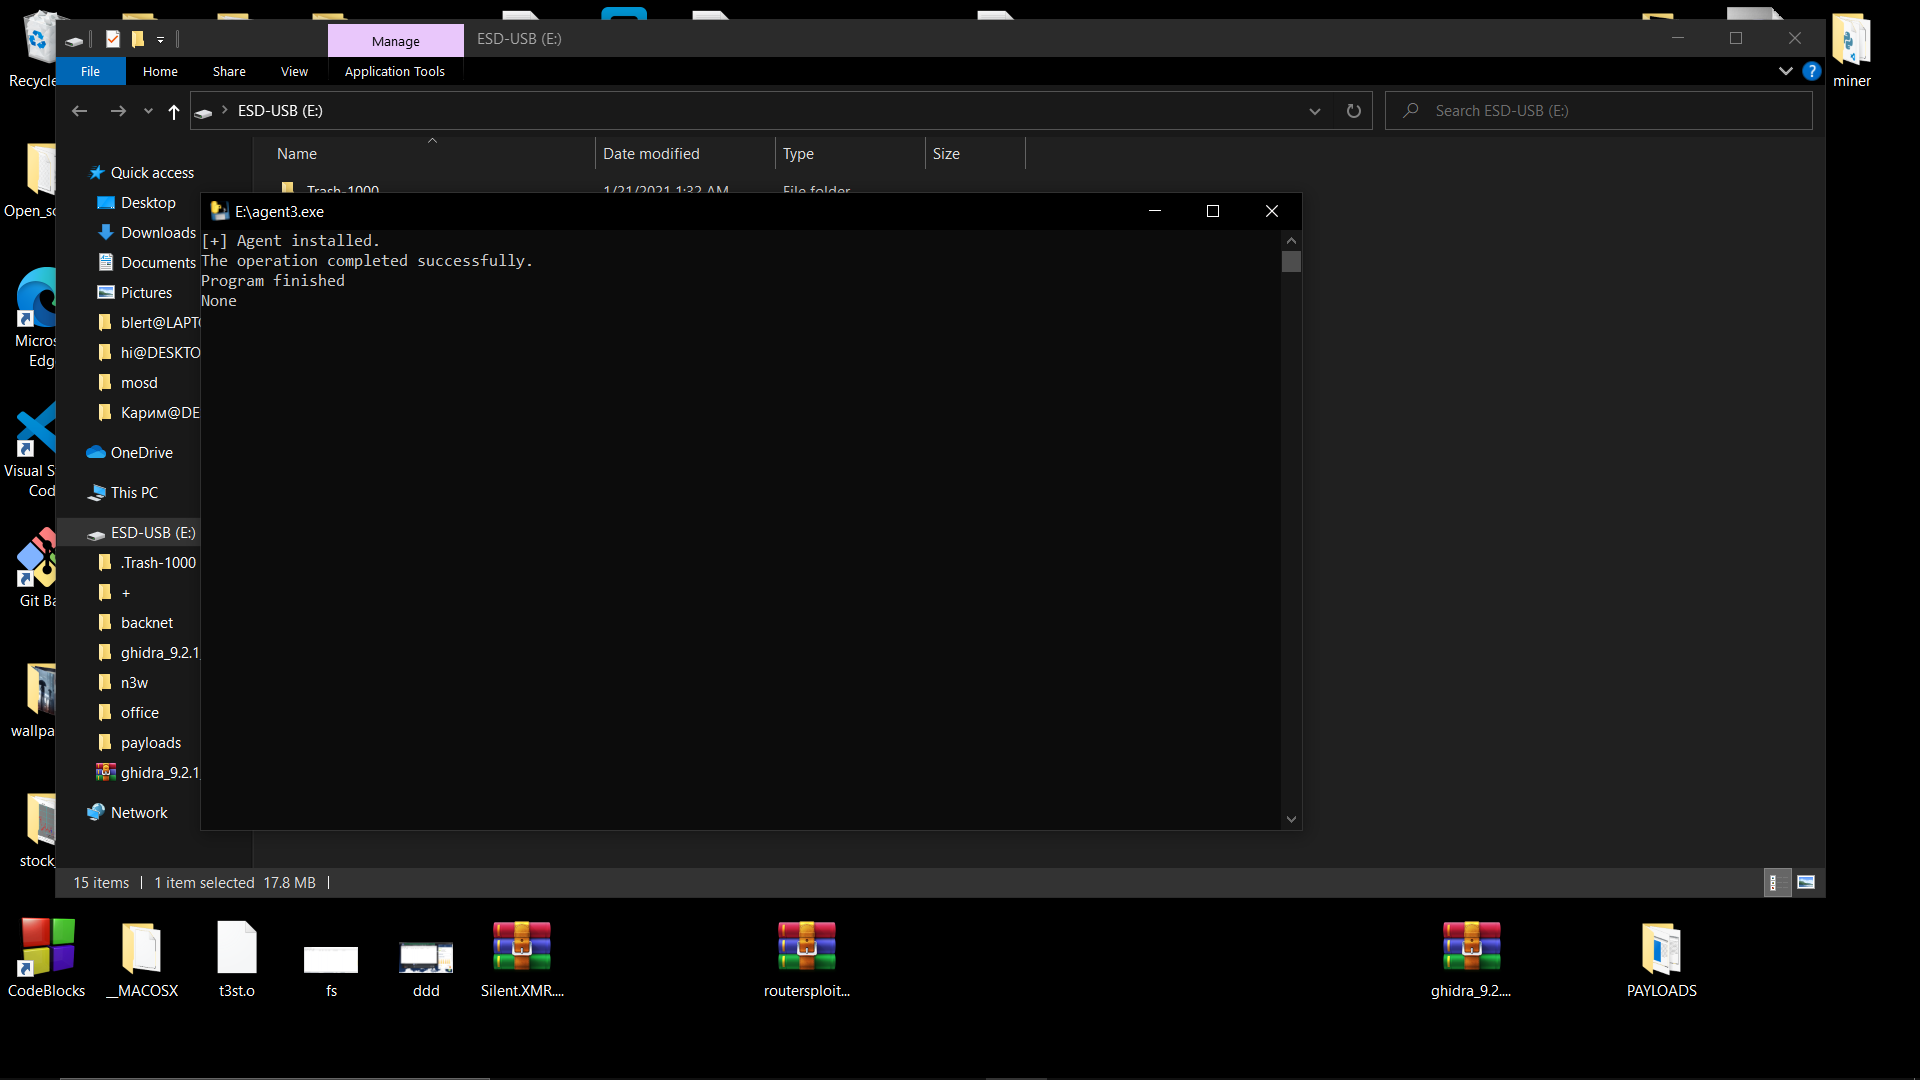 Manage
ESD-USB (E:)
File
Home
Share
View
Application Tools
ESD-USB (E:)
Search ESD-USB (E:)
Name
Date modified
Type
Size
Trash-1000
1/21/2021 1:32 AM
File folder
Quick access
Desktop
Downloads
Documents
Pictures
blert@LAPT
hi@DESKTO
mosd
Карим@DE
OneDrive
This PC
ESD-USB (E:)
.Trash-1000
+
backnet
ghidra_9.2.1
n3w
office
payloads
ghidra_9.2.1
Network
E:\agent3.exe
[+] Agent installed.
The operation completed successfully.
Program finished
None
15 items
1 item selected 17.8 MB
Recycle
Open_s
Micros
Edg
Visual S
Cod
Git Ba
wallpa
stock
miner
CodeBlocks
__MACOSX
t3st.o
fs
ddd
Silent.XMR....
routersploit...
ghidra_9.2....
PAYLOADS